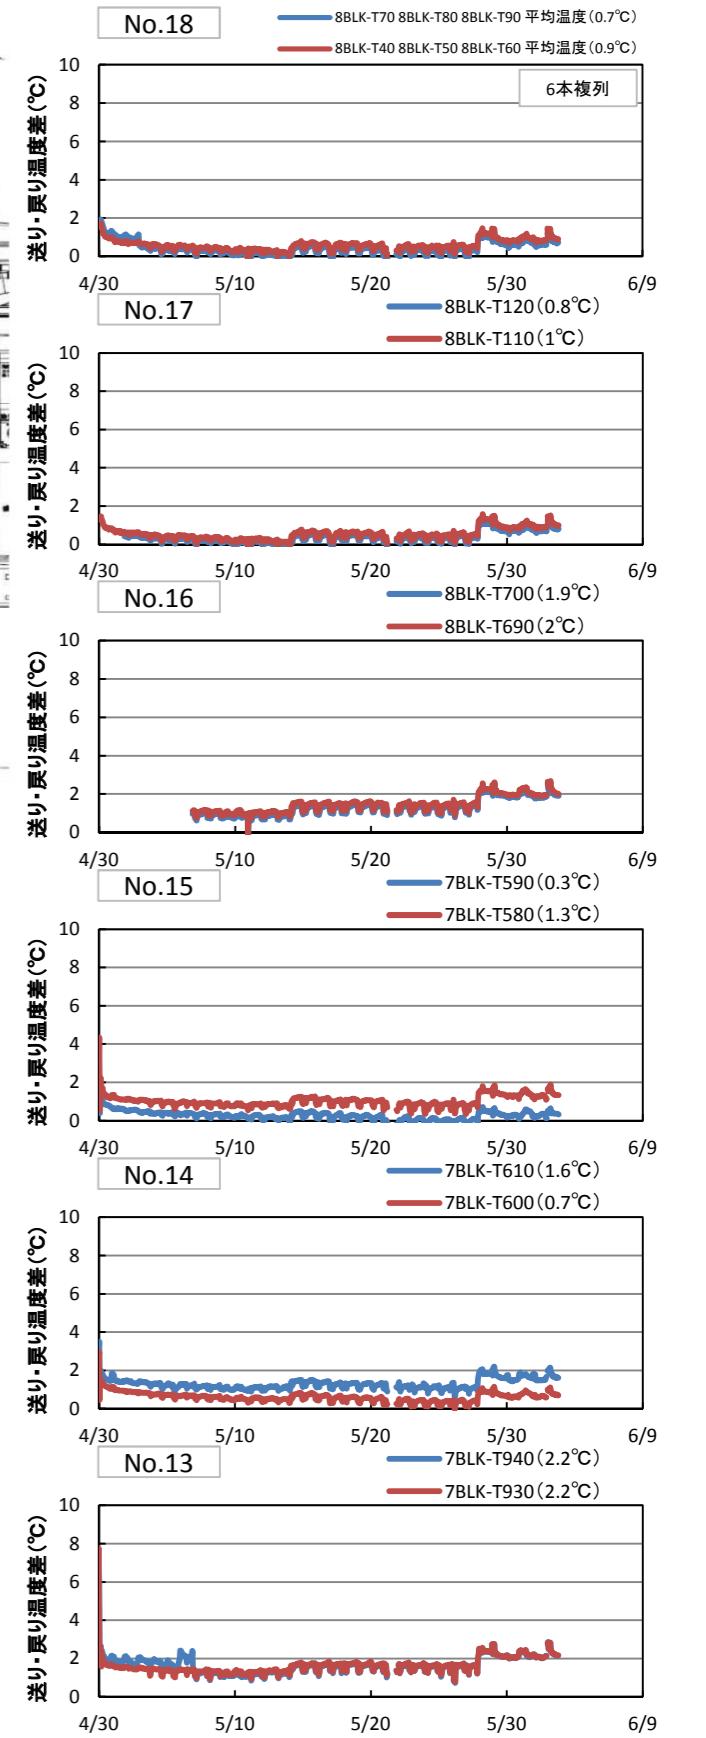 No.18
8BLK-T70 8BLK-T80 8BLK-T90 平均温度(0.7℃)
8BLK-T40 8BLK-T50 8BLK-T60 平均温度(0.9℃)
6本複列
送り・戻り温度差(℃)
10
8
6
4
2
0
4/30 5/10 5/20 5/30 6/9
No.17
8BLK-T120(0.8℃)
8BLK-T110(1℃)
送り・戻り温度差(℃)
10
8
6
4
2
0
4/30 5/10 5/20 5/30 6/9
No.16
8BLK-T700(1.9℃)
8BLK-T690(2℃)
送り・戻り温度差(℃)
10
8
6
4
2
0
4/30 5/10 5/20 5/30 6/9
No.15
7BLK-T590(0.3℃)
7BLK-T580(1.3℃)
送り・戻り温度差(℃)
10
8
6
4
2
0
4/30 5/10 5/20 5/30 6/9
No.14
7BLK-T610(1.6℃)
7BLK-T600(0.7℃)
送り・戻り温度差(℃)
10
8
6
4
2
0
4/30 5/10 5/20 5/30 6/9
No.13
7BLK-T940(2.2℃)
7BLK-T930(2.2℃)
送り・戻り温度差(℃)
10
8
6
4
2
0
4/30 5/10 5/20 5/30 6/9